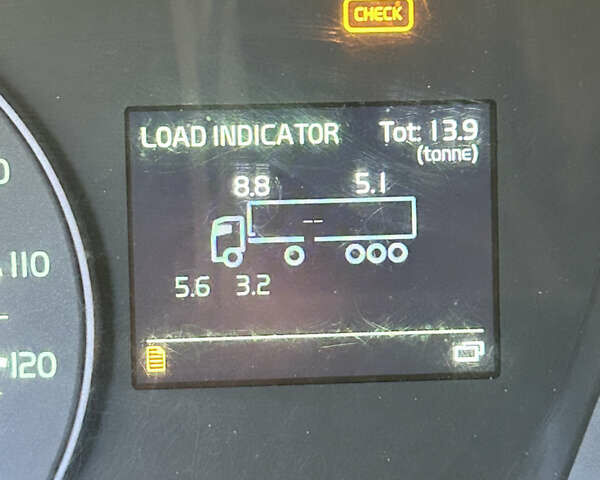 CHECK
LOAD INDICATOR Tot: 13.9
(tonne)
8.8 5.1
--
5.6 3.2
110
120